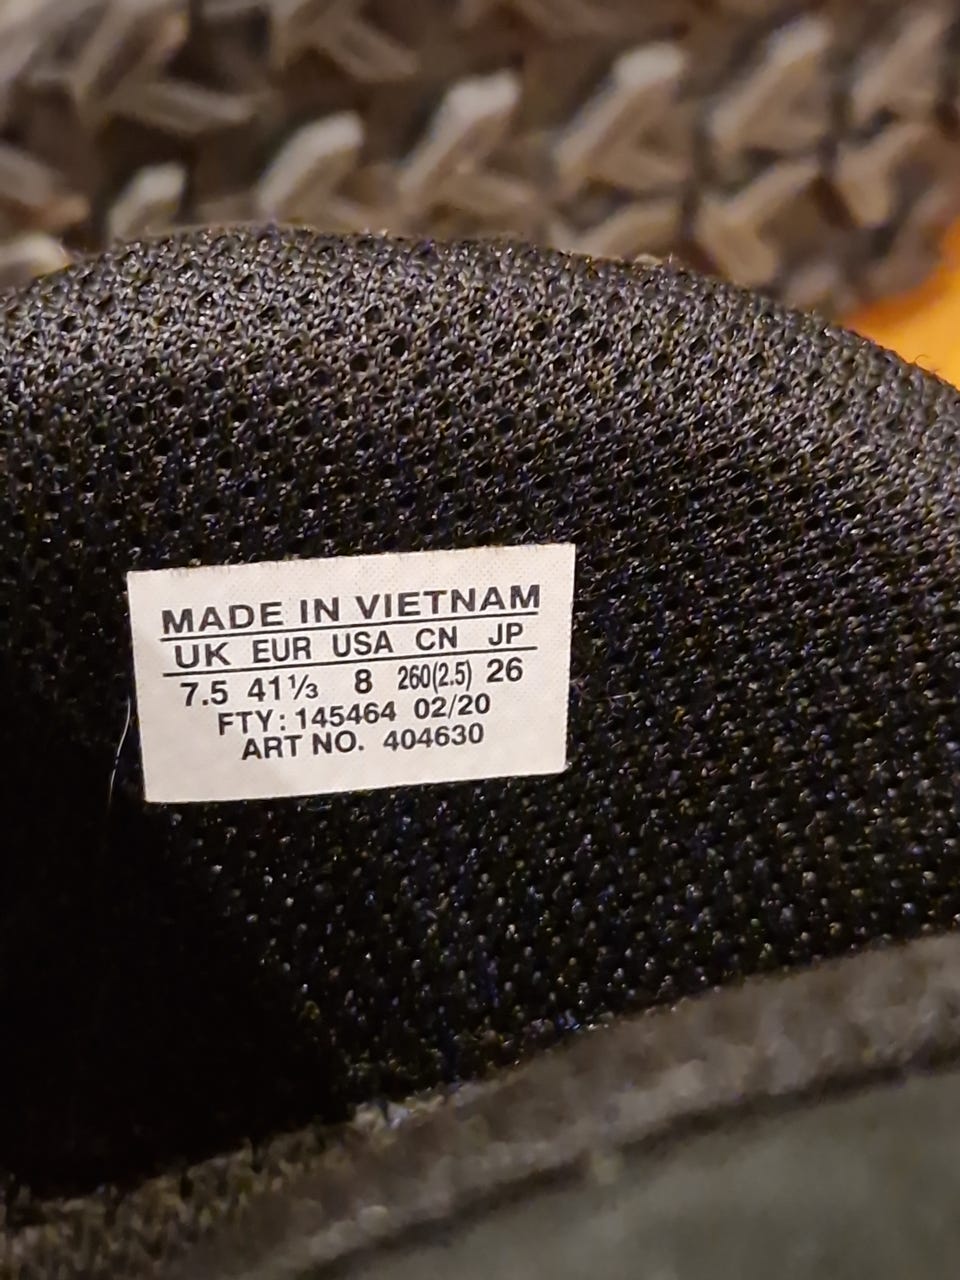 MADE IN VIETNAM
UK EUR USA CN JP
7.5 41⅓ 8 260(2.5) 26
FTY: 145464 02/20
ART NO. 404630